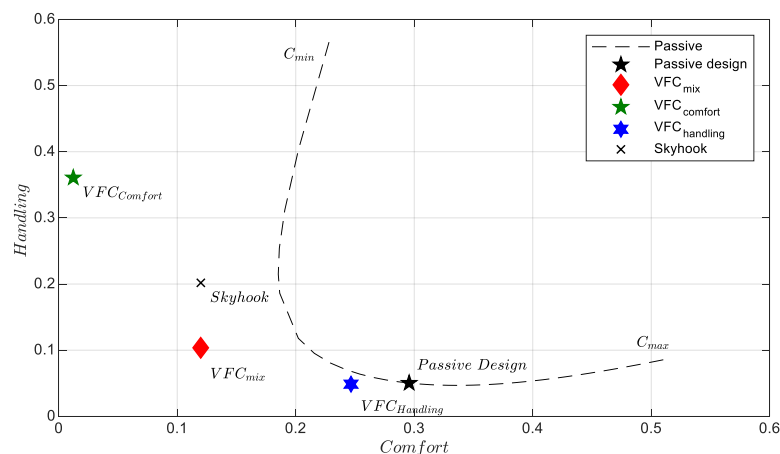 0.6
0.5
0.4
0.3
0.2
0.1
0
Handling
C_min
Passive
Passive design
VFC_mix
VFC_comfort
VFC_handling
Skyhook
VFC_Comfort
Skyhook
VFC_mix
Passive Design
C_max
VFC_Handling
0 0.1 0.2 0.3 0.4 0.5 0.6
Comfort